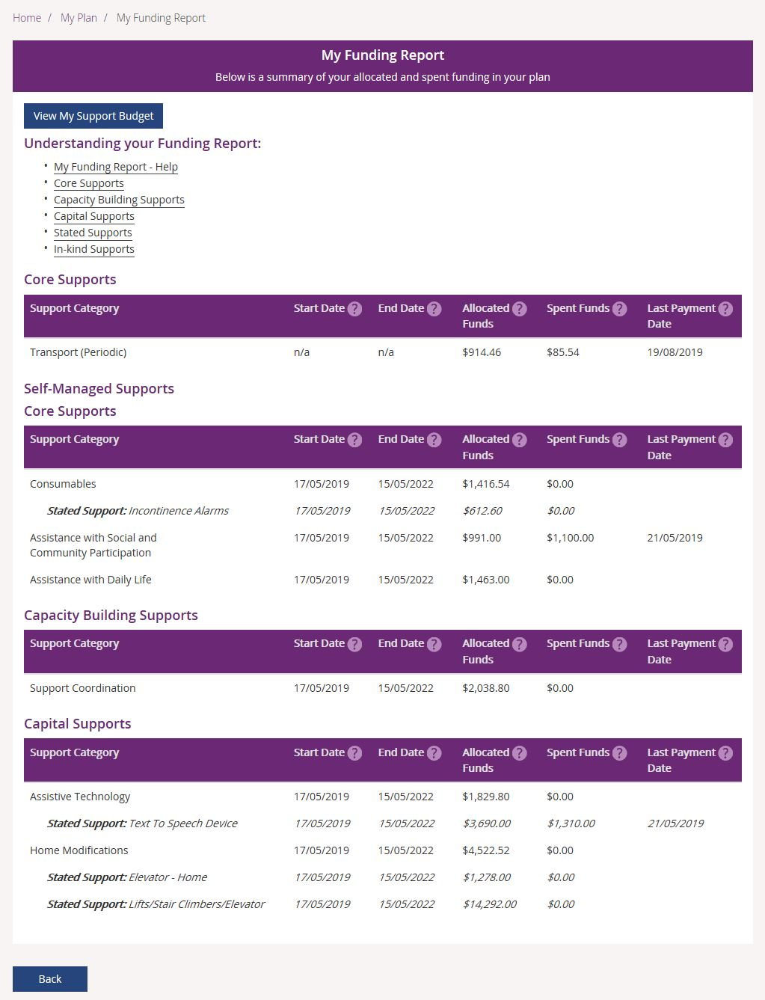 Home / My Plan / My Funding Report
My Funding Report
Below is a summary of your allocated and spent funding in your plan
View My Support Budget
Understanding your Funding Report:
• My Funding Report - Help
• Core Supports
• Capacity Building Supports
• Capital Supports
• Stated Supports
• In-kind Supports
Core Supports
Support Category Start Date ? End Date ? Allocated ? Spent Funds ? Last Payment ?
Funds Date
Transport (Periodic) n/a n/a $914.46 $85.54 19/08/2019
Self-Managed Supports
Core Supports
Support Category Start Date ? End Date ? Allocated ? Spent Funds ? Last Payment ?
Funds Date
Consumables 17/05/2019 15/05/2022 $1,416.54 $0.00
Stated Support: Incontinence Alarms 17/05/2019 15/05/2022 $612.60 $0.00
Assistance with Social and 17/05/2019 15/05/2022 $991.00 $1,100.00 21/05/2019
Community Participation
Assistance with Daily Life 17/05/2019 15/05/2022 $1,463.00 $0.00
Capacity Building Supports
Support Category Start Date ? End Date ? Allocated ? Spent Funds ? Last Payment ?
Funds Date
Support Coordination 17/05/2019 15/05/2022 $2,038.80 $0.00
Capital Supports
Support Category Start Date ? End Date ? Allocated ? Spent Funds ? Last Payment ?
Funds Date
Assistive Technology 17/05/2019 15/05/2022 $1,829.80 $0.00
Stated Support: Text To Speech Device 17/05/2019 15/05/2022 $3,690.00 $1,310.00 21/05/2019
Home Modifications 17/05/2019 15/05/2022 $4,522.52 $0.00
Stated Support: Elevator - Home 17/05/2019 15/05/2022 $1,278.00 $0.00
Stated Support: Lifts/Stair Climbers/Elevator 17/05/2019 15/05/2022 $14,292.00 $0.00
Back